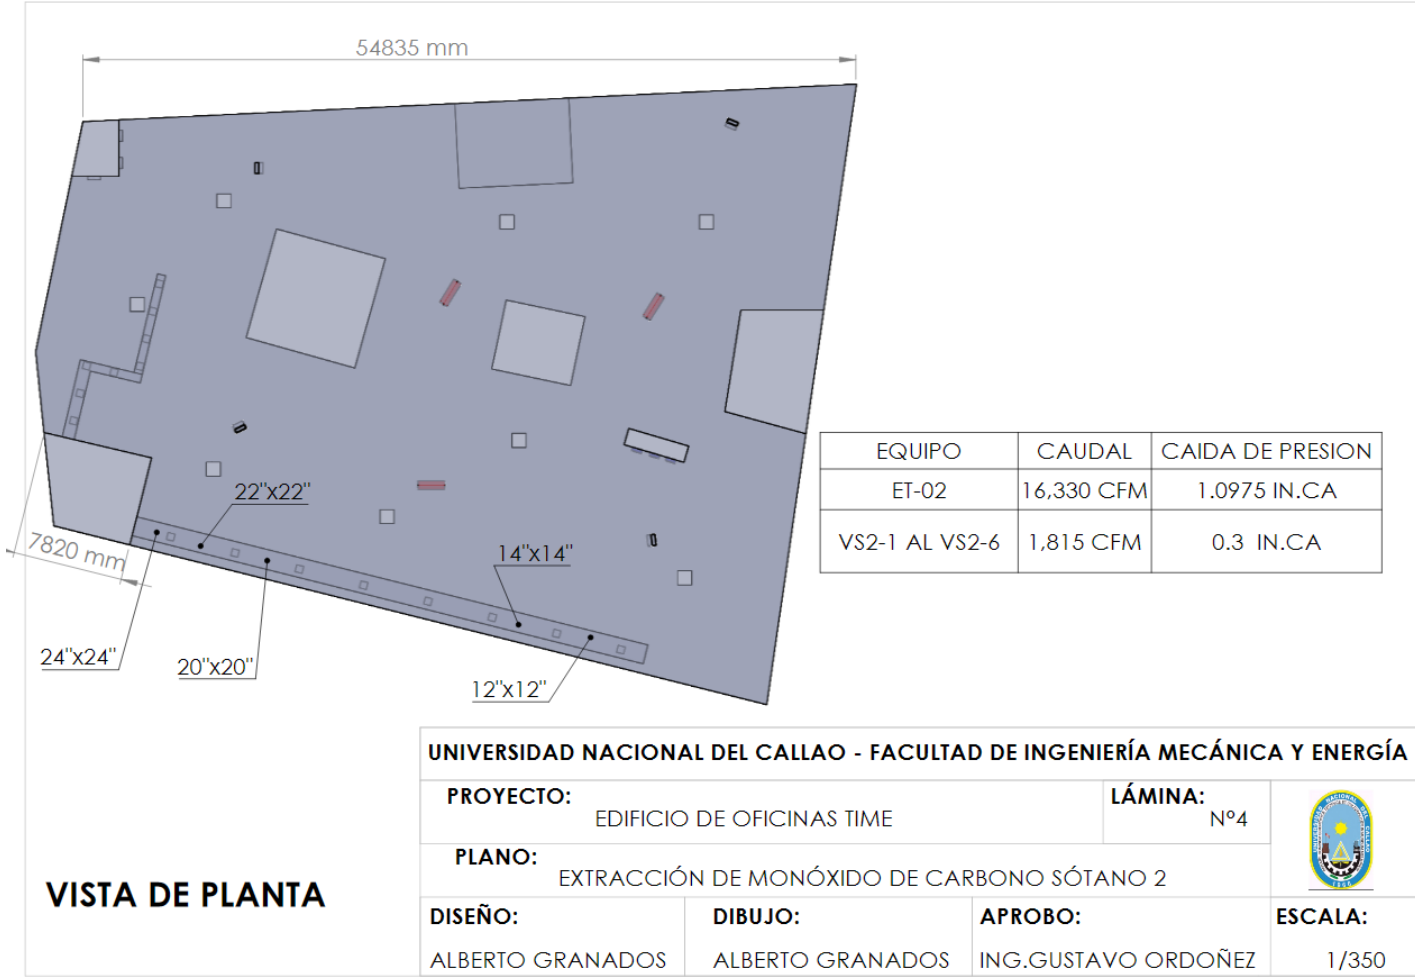 54835 mm
22"x22"
14"x14"
7820 mm
24"x24"
20"x20"
12"x12"
EQUIPO CAUDAL CAIDA DE PRESION
ET-02 16,330 CFM 1.0975 IN.CA
VS2-1 AL VS2-6 1,815 CFM 0.3 IN.CA
UNIVERSIDAD NACIONAL DEL CALLAO - FACULTAD DE INGENIERÍA MECÁNICA Y ENERGÍA
PROYECTO:
EDIFICIO DE OFICINAS TIME
LÁMINA:
Nº4
PLANO:
EXTRACCIÓN DE MONÓXIDO DE CARBONO SÓTANO 2
VISTA DE PLANTA
DISEÑO: DIBUJO: APROBO: ESCALA:
ALBERTO GRANADOS ALBERTO GRANADOS ING.GUSTAVO ORDOÑEZ 1/350